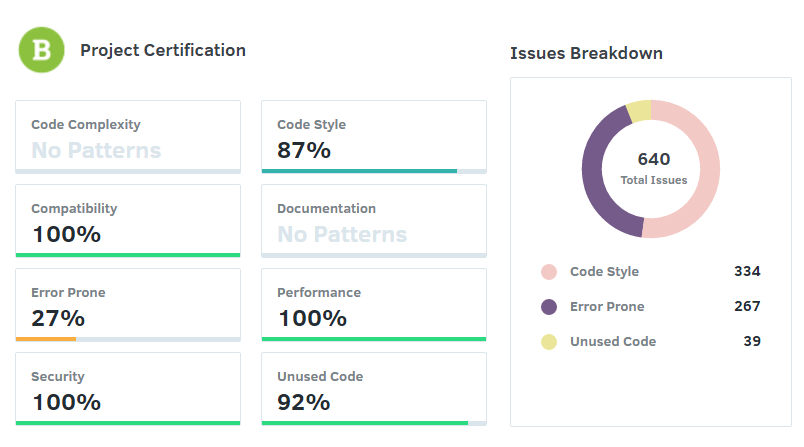 B
Project Certification
Code Complexity
No Patterns
Code Style
87%
Compatibility
100%
Documentation
No Patterns
Error Prone
27%
Performance
100%
Security
100%
Unused Code
92%
Issues Breakdown
640
Total Issues
Code Style 334
Error Prone 267
Unused Code 39